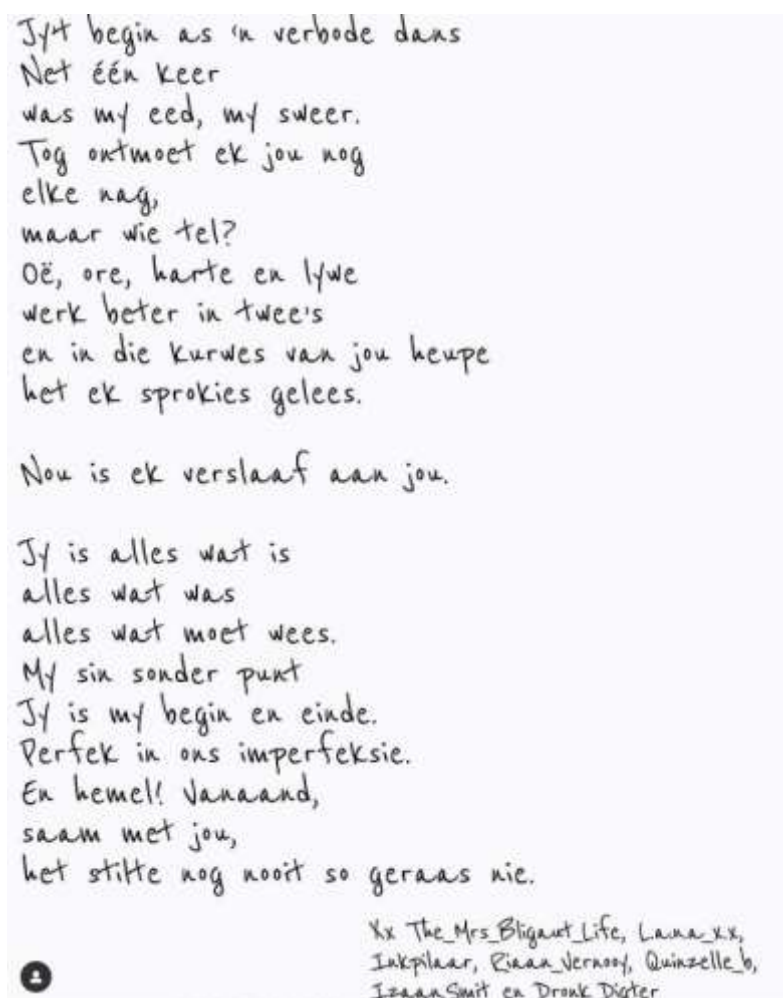 Jy't begin as 'n verbode dans
Net één keer
was my eed, my sweer.
Tog ontmoet ek jou nog
elke nag,
maar wie tel?
Oë, ore, harte en lywe
werk beter in twee's
en in die kurwes van jou heupe
het ek sprokies gelees.
Nou is ek verslaaf aan jou.
Jy is alles wat is
alles wat was
alles wat moet wees.
My sin sonder punt
Jy is my begin en einde.
Perfek in ons imperfeksie.
En hemel! Vanaand,
saam met jou,
het stilte nog nooit so geraas nie.
Xx The_Mrs_Bligaut_Life, Lana_xx,
Inkpilaar, Riaan_Vernooy, Quinzelle_b,
IzaanSmit en Dronk Digter